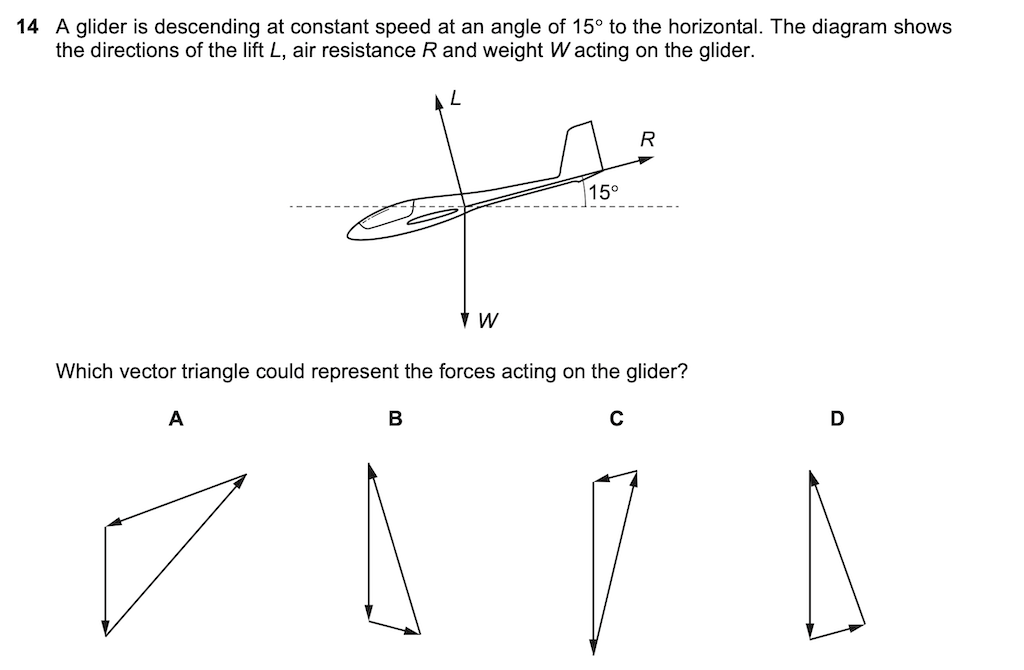 14 A glider is descending at constant speed at an angle of 15° to the horizontal. The diagram shows
the directions of the lift L, air resistance R and weight W acting on the glider.
L
R
15°
W
Which vector triangle could represent the forces acting on the glider?
A B C D